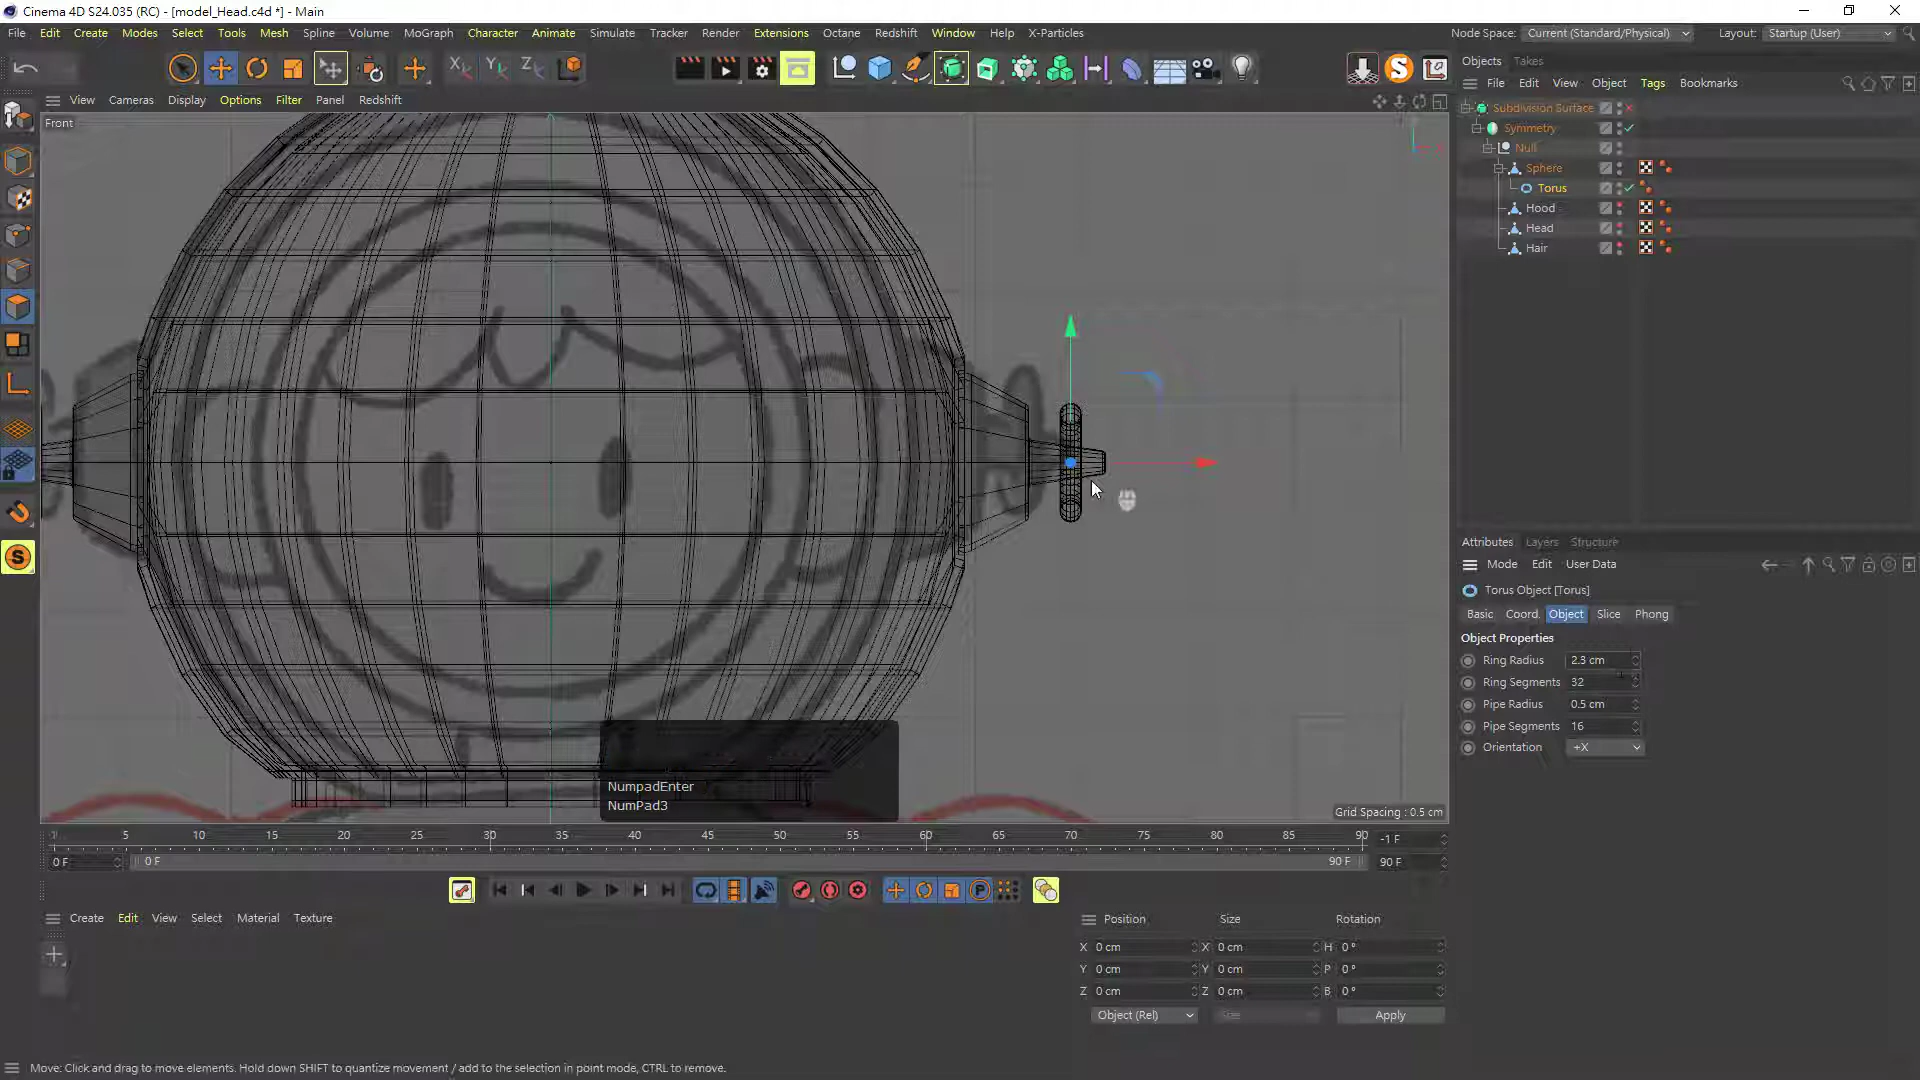 Cinema 4D S24.035 (RC) - [model_Head.c4d *] - Main
File Edit Create Modes Select Tools Mesh Spline Volume MoGraph Character Animate Simulate Tracker Render Extensions Octane Redshift Window Help X-Particles
Node Space: Current (Standard/Physical) Layout: Startup (User)
Objects Takes
File Edit View Object Tags Bookmarks
View Cameras Display Options Filter Panel Redshift
Front
Subdivision Surface
Symmetry
Null
Sphere
Torus
Hood
Head
Hair
Attributes Layers Structure
Mode Edit User Data
Torus Object [Torus]
Basic Coord. Object Slice Phong
Object Properties
Ring Radius 2.3 cm
Ring Segments 32
Pipe Radius 0.5 cm
Pipe Segments 16
Orientation +X
NumpadEnter
NumPad3
Grid Spacing : 0.5 cm
5 10 15 20 25 30 35 40 45 50 55 60 65 70 75 80 85 90
-1 F
0 F 0 F 90 F 90 F
Create Edit View Select Material Texture
Position Size Rotation
X 0 cm X 0 cm H 0 °
Y 0 cm Y 0 cm P 0 °
Z 0 cm Z 0 cm B 0 °
Object (Rel) Size Apply
Move: Click and drag to move elements. Hold down SHIFT to quantize movement / add to the selection in point mode, CTRL to remove.